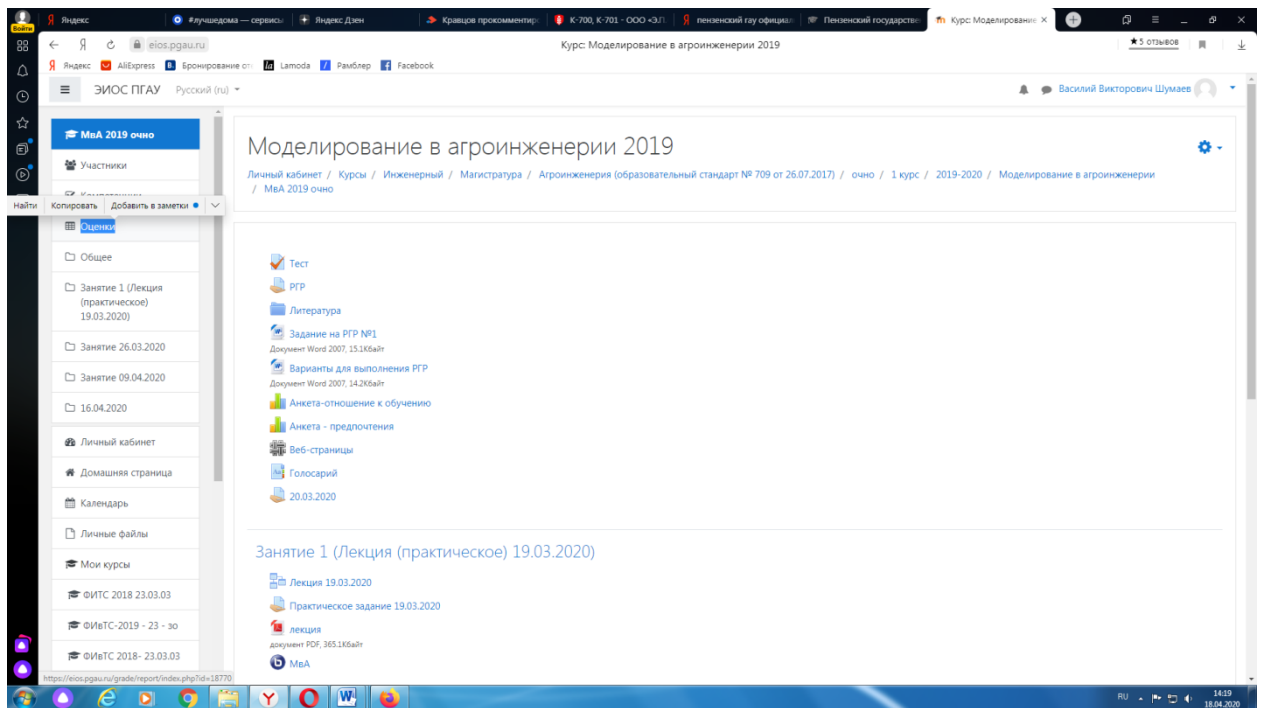 Яндекс
#лучшедома — сервисы
Яндекс Дзен
Кравцов прокомментир
К-700, К-701 - ООО «Э.П.
пензенский гау официал
Пензенский государстве
Курс: Моделирование
Войти
eios.pgau.ru
Курс: Моделирование в агроинженерии 2019
★5 отзывов
Яндекс
AliExpress
Бронирование от
Lamoda
Рамблер
Facebook
ЭИОС ПГАУ
Русский (ru)
Василий Викторович Шумаев
МвА 2019 очно
Участники
Компетенции
Найти
Копировать
Добавить в заметки
Оценки
Общее
Занятие 1 (Лекция
(практическое)
19.03.2020)
Занятие 26.03.2020
Занятие 09.04.2020
16.04.2020
Личный кабинет
Домашняя страница
Календарь
Личные файлы
Мои курсы
ФИТС 2018 23.03.03
ФИвТС-2019 - 23 - зо
ФИвТС 2018- 23.03.03
https://eios.pgau.ru/grade/report/index.php?id=18770
Моделирование в агроинженерии 2019
Личный кабинет / Курсы / Инженерный / Магистратура / Агроинженерия (образовательный стандарт № 709 от 26.07.2017) / очно / 1 курс / 2019-2020 / Моделирование в агроинженерии
/ МвА 2019 очно
Тест
РГР
Литература
Задание на РГР №1
Документ Word 2007, 15.1Кбайт
Варианты для выполнения РГР
Документ Word 2007, 14.2Кбайт
Анкета-отношение к обучению
Анкета - предпочтения
Веб-страницы
Голосарий
20.03.2020
Занятие 1 (Лекция (практическое) 19.03.2020)
Лекция 19.03.2020
Практическое задание 19.03.2020
лекция
документ PDF, 365.1Кбайт
МвА
RU
14:19
18.04.2020